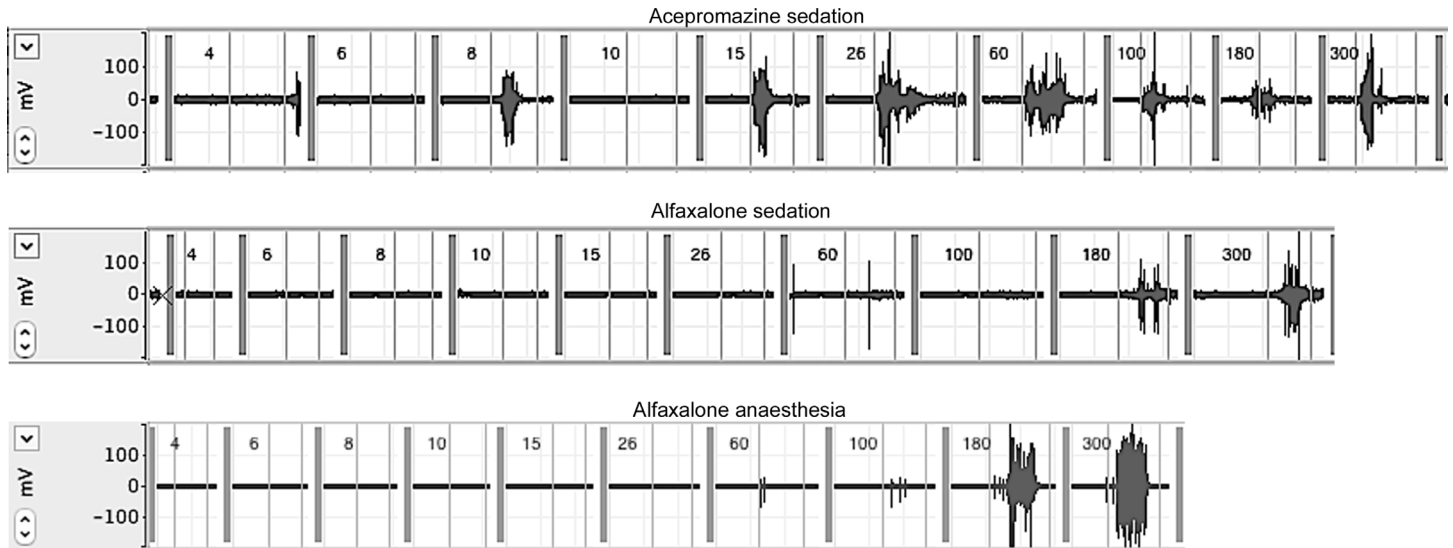 Acepromazine sedation
4 6 8 10 15 26 60 100 180 300
100
mV 0
-100
Alfaxalone sedation
4 6 8 10 15 26 60 100 180 300
100
mV 0
-100
Alfaxalone anaesthesia
4 6 8 10 15 26 60 100 180 300
100
mV 0
-100